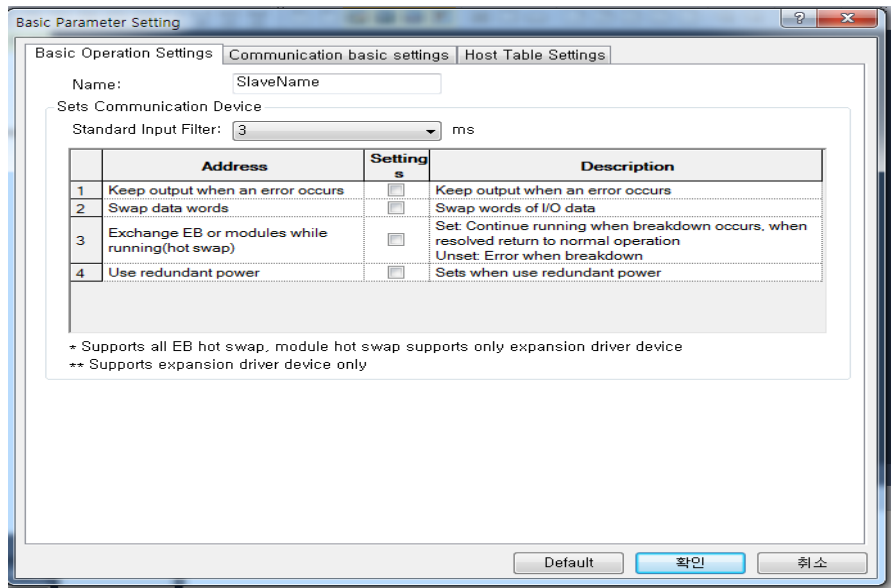 Basic Parameter Setting
Basic Operation Settings Communication basic settings Host Table Settings
Name: SlaveName
Sets Communication Device
Standard Input Filter: 3 ms
Address Setting
s Description
1 Keep output when an error occurs Keep output when an error occurs
2 Swap data words Swap words of I/O data
3 Exchange EB or modules while
running(hot swap) Set: Continue running when breakdown occurs, when
resolved return to normal operation
Unset: Error when breakdown
4 Use redundant power Sets when use redundant power
* Supports all EB hot swap, module hot swap supports only expansion driver device
** Supports expansion driver device only
Default 확인 취소